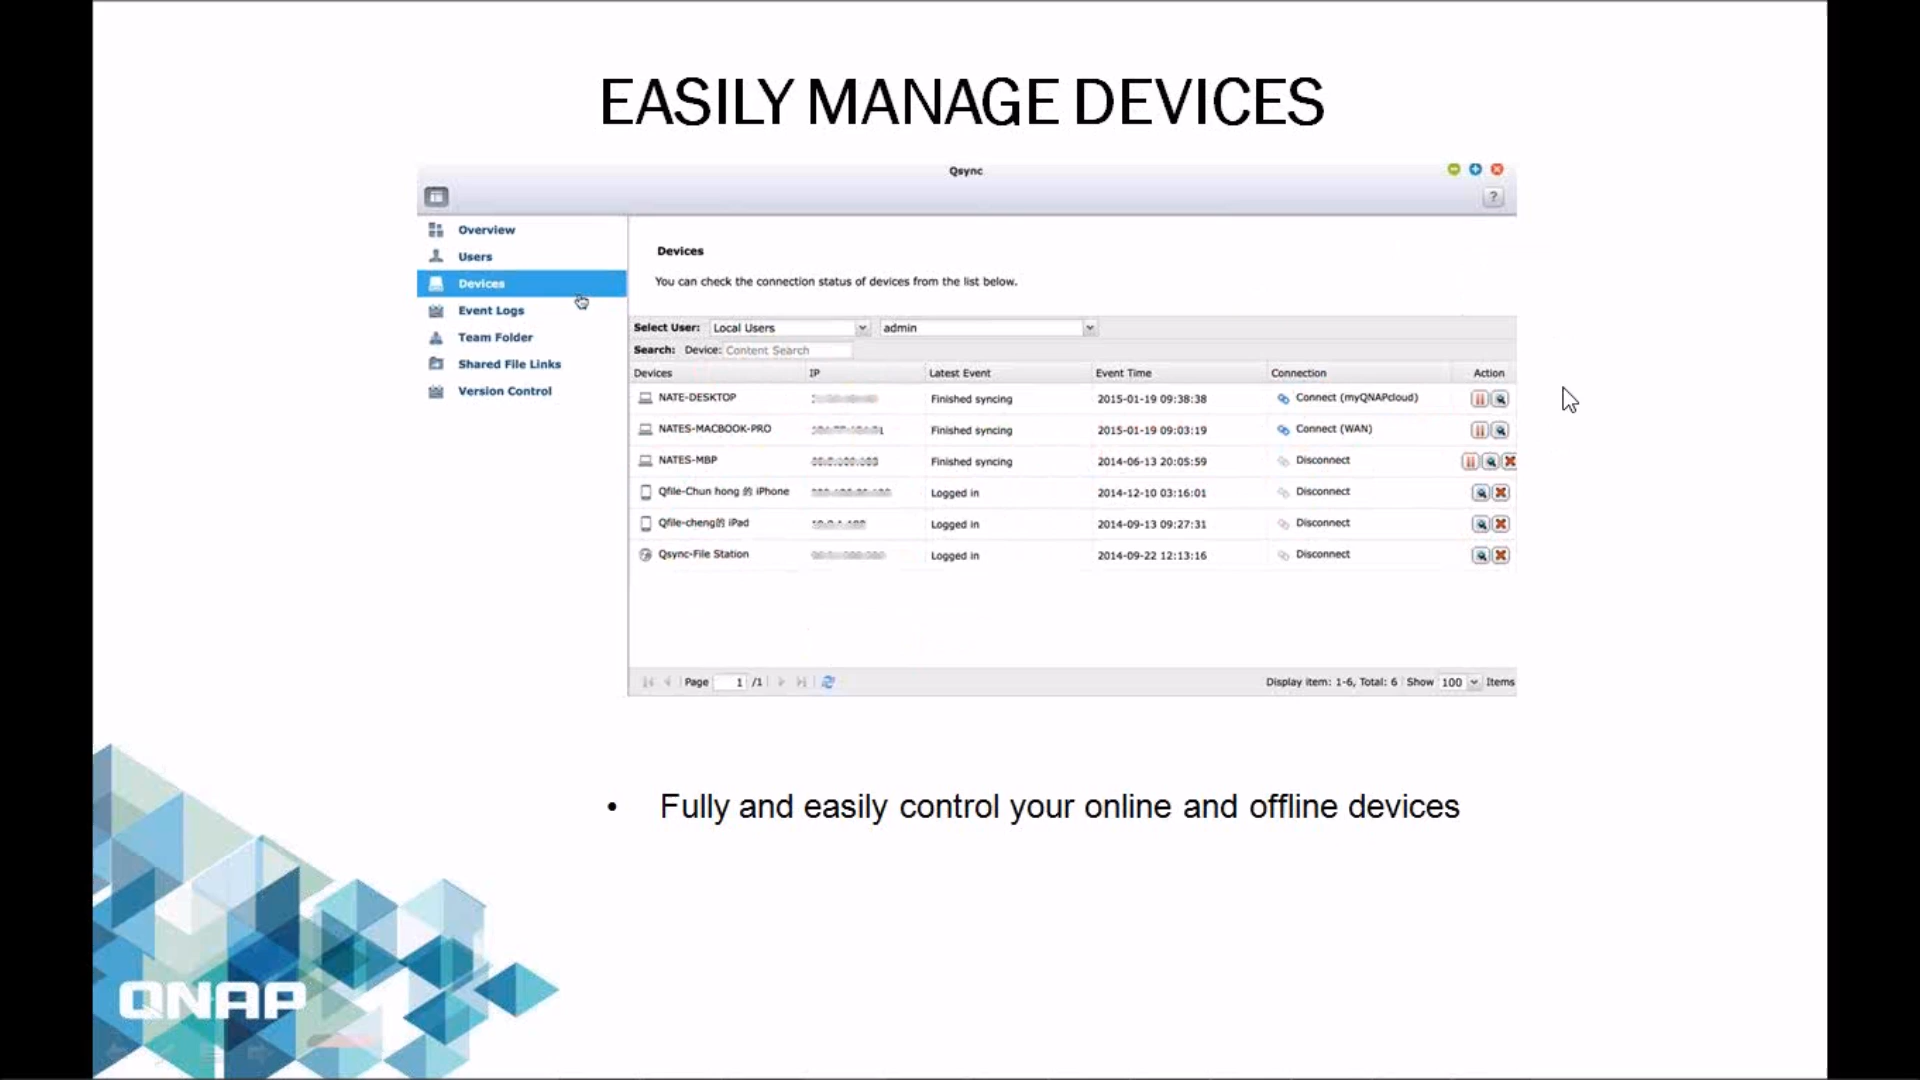 EASILY MANAGE DEVICES
Qsync
?
Overview
Users
Devices
Event Logs
Team Folder
Shared File Links
Version Control
Devices
You can check the connection status of devices from the list below.
Select User: Local Users admin
Search: Device: Content Search
Devices IP Latest Event Event Time Connection Action
NATE-DESKTOP Finished syncing 2015-01-19 09:38:38 Connect (myQNAPcloud)
NATES-MACBOOK-PRO Finished syncing 2015-01-19 09:03:19 Connect (WAN)
NATES-MBP Finished syncing 2014-06-13 20:05:59 Disconnect
Qfile-Chun hong 的 iPhone Logged in 2014-12-10 03:16:01 Disconnect
Qfile-cheng的 iPad Logged in 2014-09-13 09:27:31 Disconnect
Qsync-File Station Logged in 2014-09-22 12:13:16 Disconnect
Page 1 /1 Display item: 1-6, Total: 6 Show 100 Items
• Fully and easily control your online and offline devices
QNAP